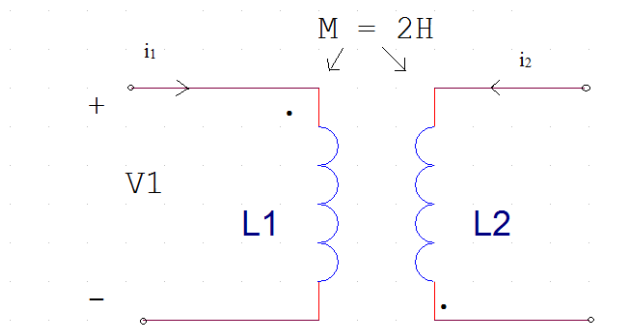 M = 2H
i₁
i₂
+
V1
L1
L2
−